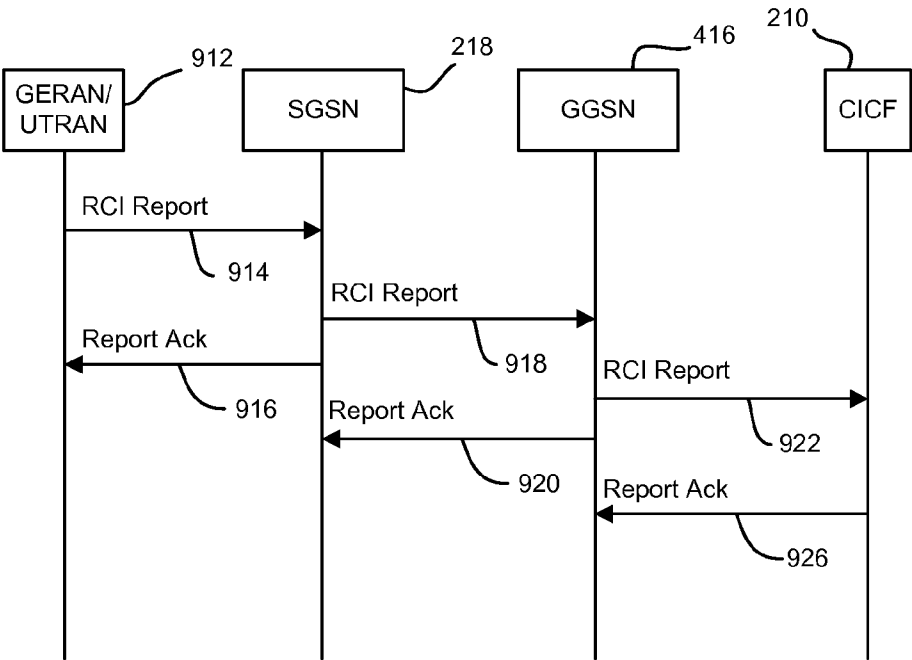 912
218
416
210
GERAN/
UTRAN
SGSN
GGSN
CICF
RCI Report
914
RCI Report
918
Report Ack
916
RCI Report
922
Report Ack
920
Report Ack
926